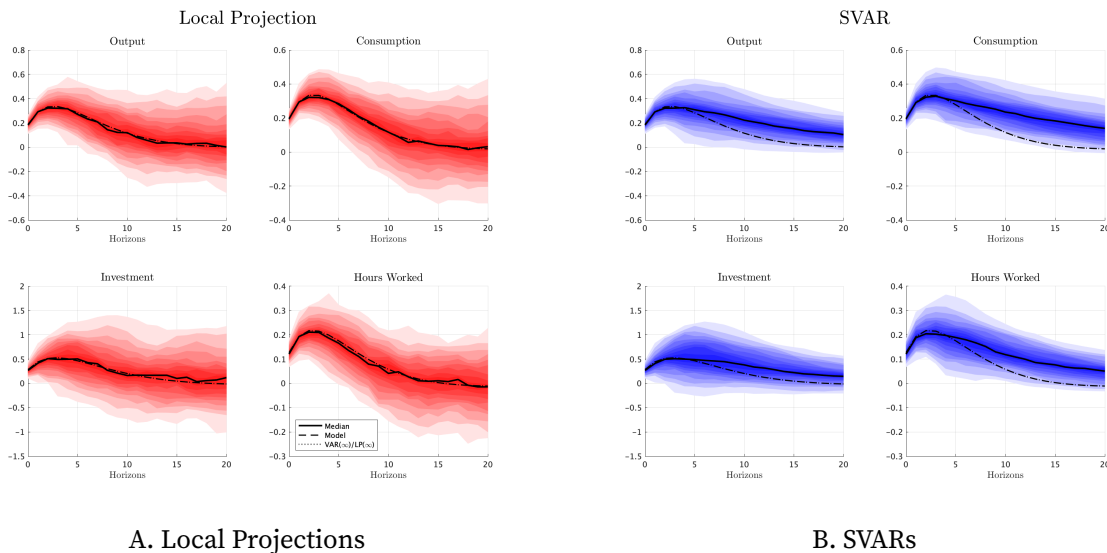 Local Projection
SVAR
Output
Consumption
Output
Consumption
0.8
0.6
0.4
0.2
0
−0.2
−0.4
−0.6
0 5 10 15 20
Horizons
0.6
0.4
0.2
0
−0.2
−0.4
0 5 10 15 20
Horizons
0.8
0.6
0.4
0.2
0
−0.2
−0.4
−0.6
0 5 10 15 20
Horizons
0.6
0.4
0.2
0
−0.2
−0.4
0 5 10 15 20
Horizons
Investment
Hours Worked
Investment
Hours Worked
2
1.5
1
0.5
0
−0.5
−1
−1.5
0 5 10 15 20
Horizons
0.4
0.3
0.2
0.1
0
−0.1
−0.2
−0.3
Median
Model
VAR(∞)/LP(∞)
0 5 10 15 20
Horizons
2
1.5
1
0.5
0
−0.5
−1
−1.5
0 5 10 15 20
Horizons
0.4
0.3
0.2
0.1
0
−0.1
−0.2
−0.3
0 5 10 15 20
Horizons
A. Local Projections
B. SVARs